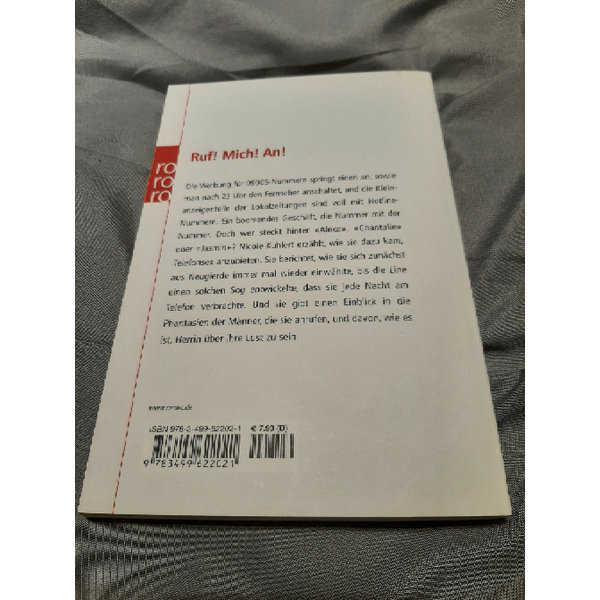 ro
ro
ro
Ruf! Mich! An!
Die Werbung für 09005-Nummern springt einen an, sowie
man nach 23 Uhr den Fernseher anschaltet, und die Klein-
anzeigenteile der Lokalzeitungen sind voll mit Hotline-
Nummern. Ein boomendes Geschäft, die Nummer mit der
Nummer. Doch wer steckt hinter «Alexa», «Chantalle»
oder «Jasmin»? Nicole Kuhlert erzählt, wie sie dazu kam,
Telefonsex anzubieten. Sie berichtet, wie sie sich zunächst
aus Neugierde immer mal wieder einwählte, bis die Line
einen solchen Sog entwickelte, dass sie jede Nacht am
Telefon verbrachte. Und sie gibt einen Einblick in die
Phantasien der Männer, die sie anrufen, und davon, wie es
ist, Herrin über ihre Lust zu sein
www.rororo.de
ISBN 978-3-499-62202-1 € 7.90 (D)
9 783499 622021